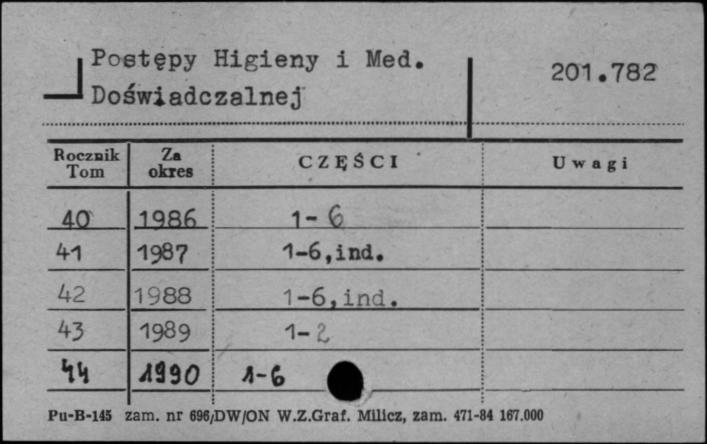 Postępy Higieny i Med.
Doświadczalnej
201.782
Rocznik Tom Za okres CZĘŚCI Uwagi
40 1986 1-6
41 1987 1-6,ind.
42 1988 1-6,ind.
43 1989 1-2
44 1990 1-6
Pu-B-145 zam. nr 696/DW/ON W.Z.Graf. Milicz, zam. 471-84 167.000